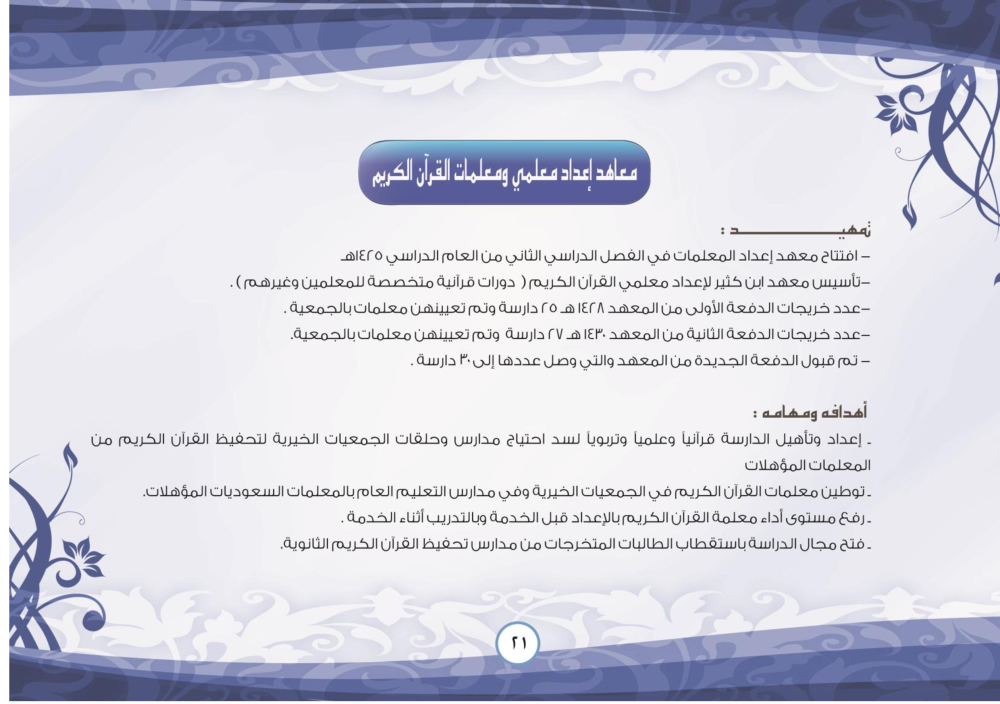 معاهد إعداد معلمي ومعلمات القرآن الكريم
تمهيـــــــــــــــد :
– افتتاح معهد إعداد المعلمات في الفصل الدراسي الثاني من العام الدراسي ١٤٢٥هـ
–تأسيس معهد ابن كثير لإعداد معلمي القرآن الكريم ( دورات قرآنية متخصصة للمعلمين وغيرهم ) .
–عدد خريجات الدفعة الأولى من المعهد ١٤٢٨ هـ ٢٥ دارسة وتم تعيينهن معلمات بالجمعية .
–عدد خريجات الدفعة الثانية من المعهد ١٤٣٠ هـ ٢٧ دارسة وتم تعيينهن معلمات بالجمعية.
– تم قبول الدفعة الجديدة من المعهد والتي وصل عددها إلى ٣٠ دارسة .
أهدافه ومهامه :
ـ إعداد وتأهيل الدارسة قرآنياً وعلمياً وتربوياً لسد احتياج مدارس وحلقات الجمعيات الخيرية لتحفيظ القرآن الكريم من
المعلمات المؤهلات
ـ توطين معلمات القرآن الكريم في الجمعيات الخيرية وفي مدارس التعليم العام بالمعلمات السعوديات المؤهلات.
ـ رفع مستوى أداء معلمة القرآن الكريم بالإعداد قبل الخدمة وبالتدريب أثناء الخدمة .
ـ فتح مجال الدراسة باستقطاب الطالبات المتخرجات من مدارس تحفيظ القرآن الكريم الثانوية.
٢١